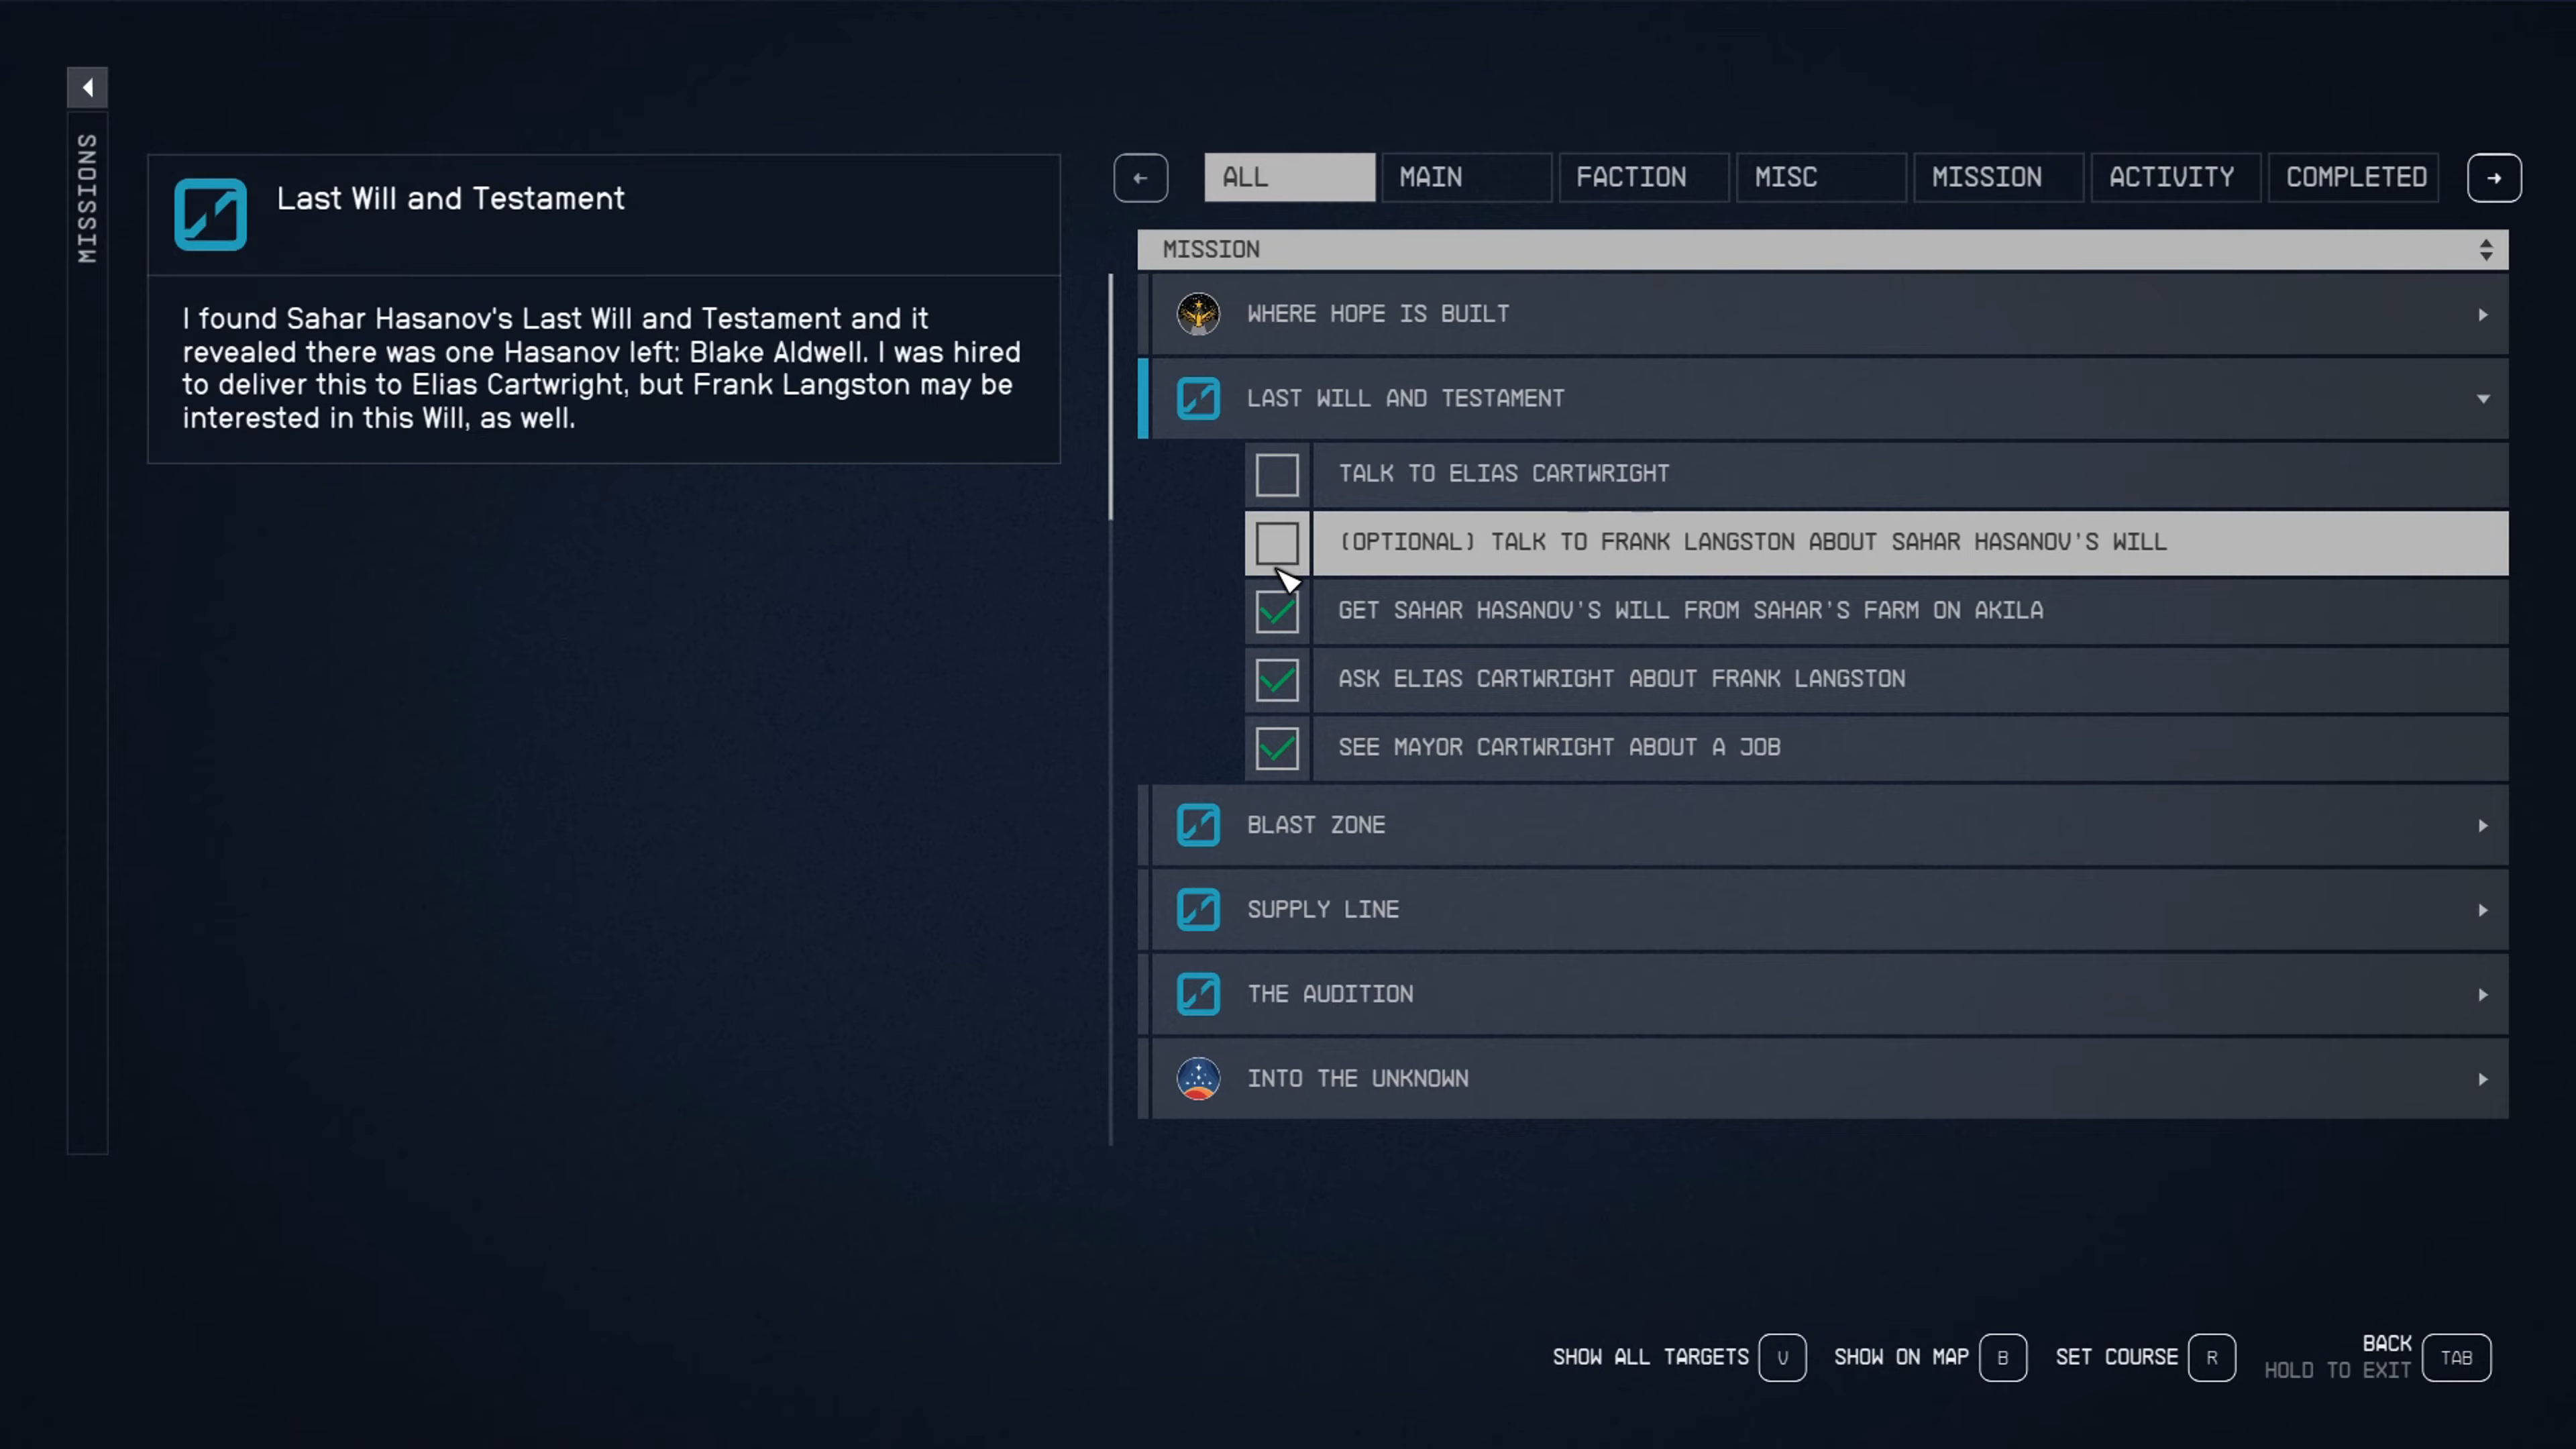 MISSIONS
Last Will and Testament
I found Sahar Hasanov's Last Will and Testament and it
revealed there was one Hasanov left: Blake Aldwell. I was hired
to deliver this to Elias Cartwright, but Frank Langston may be
interested in this Will, as well.
ALL MAIN FACTION MISC MISSION ACTIVITY COMPLETED
MISSION
WHERE HOPE IS BUILT
LAST WILL AND TESTAMENT
TALK TO ELIAS CARTWRIGHT
(OPTIONAL) TALK TO FRANK LANGSTON ABOUT SAHAR HASANOV'S WILL
GET SAHAR HASANOV'S WILL FROM SAHAR'S FARM ON AKILA
ASK ELIAS CARTWRIGHT ABOUT FRANK LANGSTON
SEE MAYOR CARTWRIGHT ABOUT A JOB
BLAST ZONE
SUPPLY LINE
THE AUDITION
INTO THE UNKNOWN
SHOW ALL TARGETS V SHOW ON MAP B SET COURSE R BACK TAB
HOLD TO EXIT